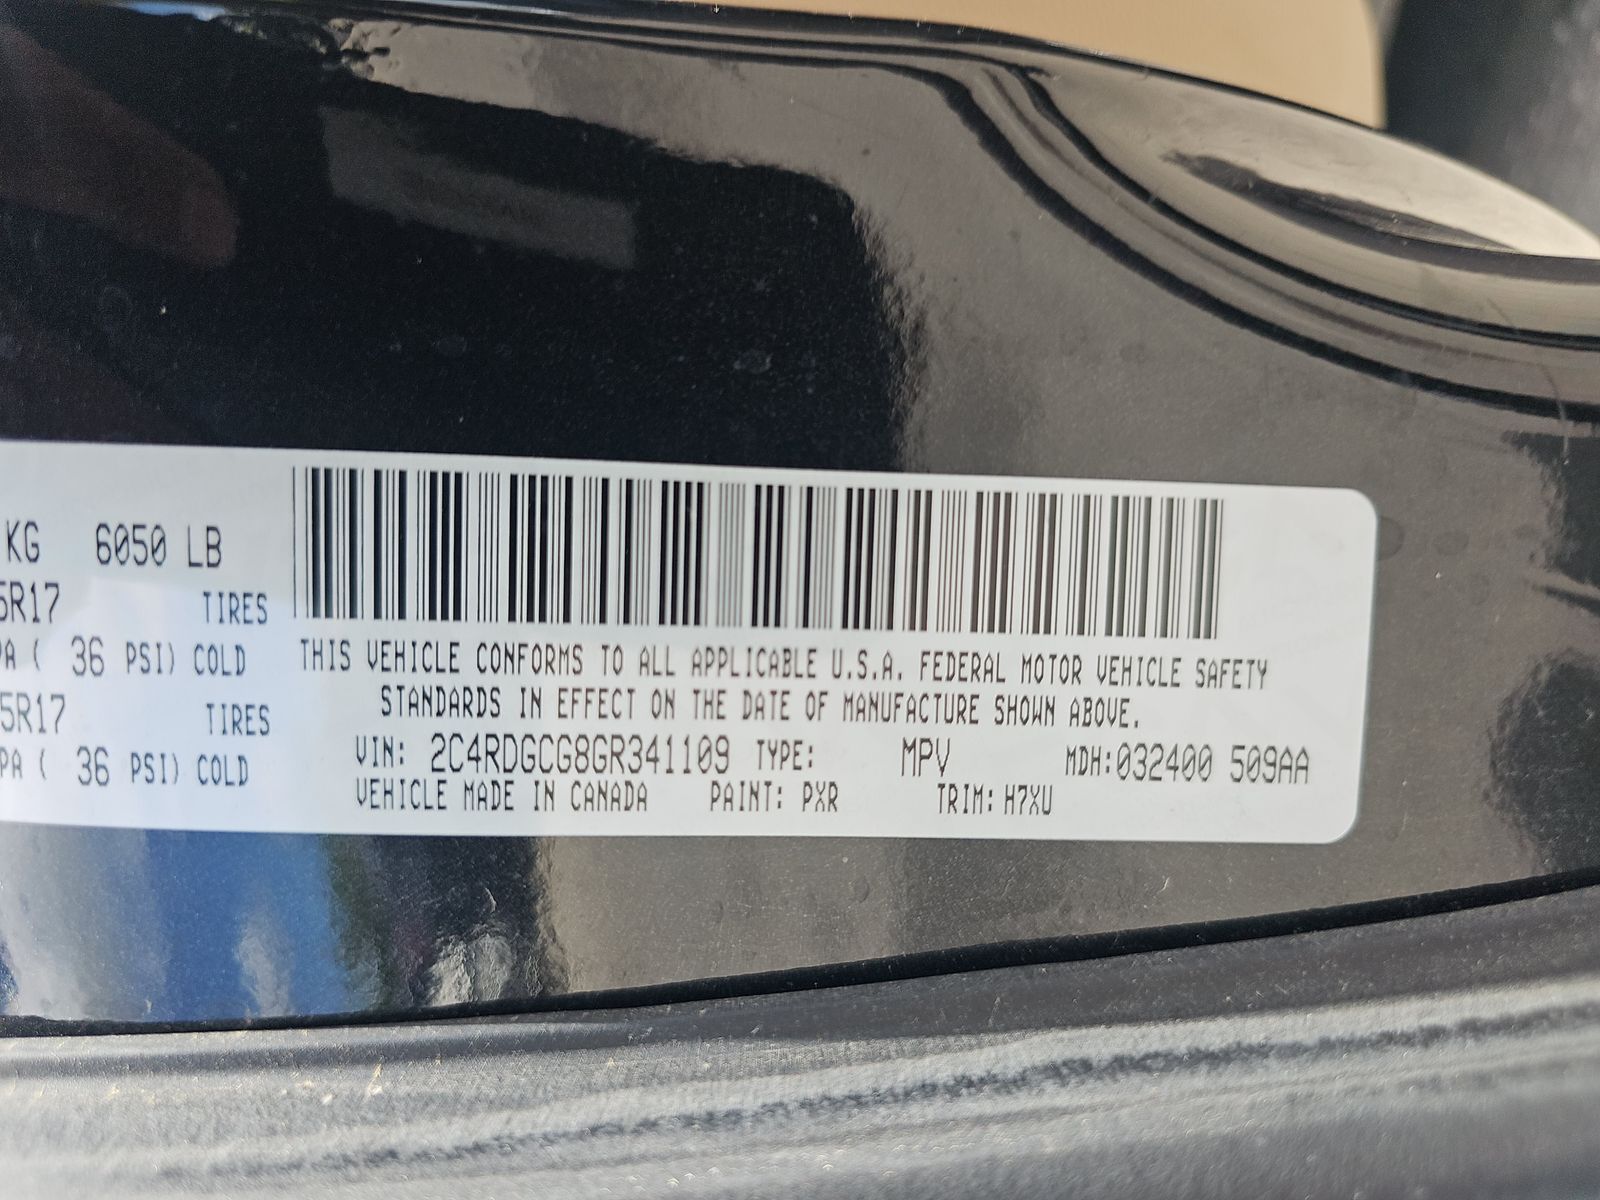 KG 6050 LB
5R17 TIRES
PA ( 36 PSI) COLD
5R17 TIRES
PA ( 36 PSI) COLD
THIS VEHICLE CONFORMS TO ALL APPLICABLE U.S.A. FEDERAL MOTOR VEHICLE SAFETY
STANDARDS IN EFFECT ON THE DATE OF MANUFACTURE SHOWN ABOVE.
VIN: 2C4RDGCG8GR341109 TYPE: MPV MDH:032400 509AA
VEHICLE MADE IN CANADA PAINT: PXR TRIM: H7XU